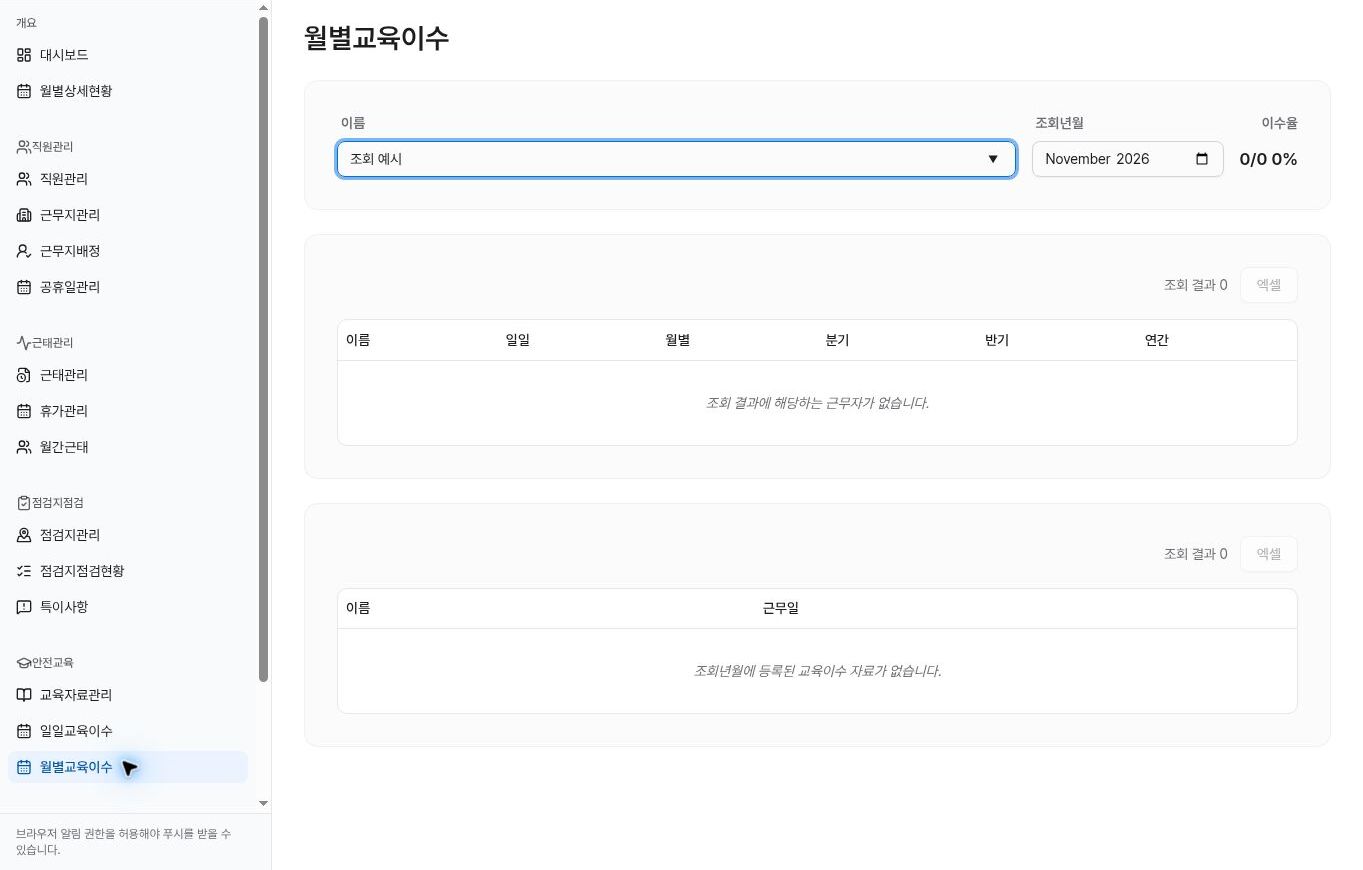 개요
대시보드
월별상세현황
직원관리
직원관리
근무지관리
근무지배정
공휴일관리
근태관리
근태관리
휴가관리
월간근태
점검지점검
점검지관리
점검지점검현황
특이사항
안전교육
교육자료관리
일일교육이수
월별교육이수
브라우저 알림 권한을 허용해야 푸시를 받을 수
있습니다.
월별교육이수
이름 조회년월 이수율
조회 예시 November 2026 0/0 0%
조회 결과 0 엑셀
이름 일일 월별 분기 반기 연간
조회 결과에 해당하는 근무자가 없습니다.
조회 결과 0 엑셀
이름 근무일
조회년월에 등록된 교육이수 자료가 없습니다.